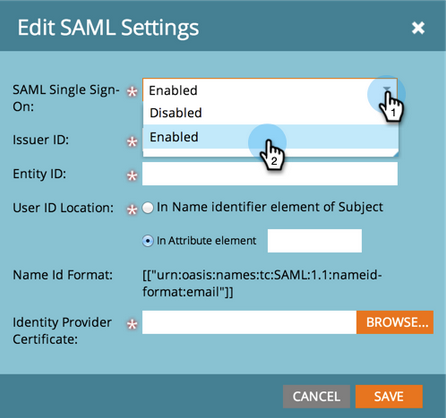 Edit SAML Settings
SAML Single Sign-
On:
Enabled
Disabled
1
Issuer ID:
Enabled
2
Entity ID:
User ID Location:
In Name identifier element of Subject
In Attribute element
Name Id Format:
[["urn:oasis:names:tc:SAML:1.1:nameid-
format:email"]]
Identity Provider
Certificate:
BROWSE...
CANCEL
SAVE